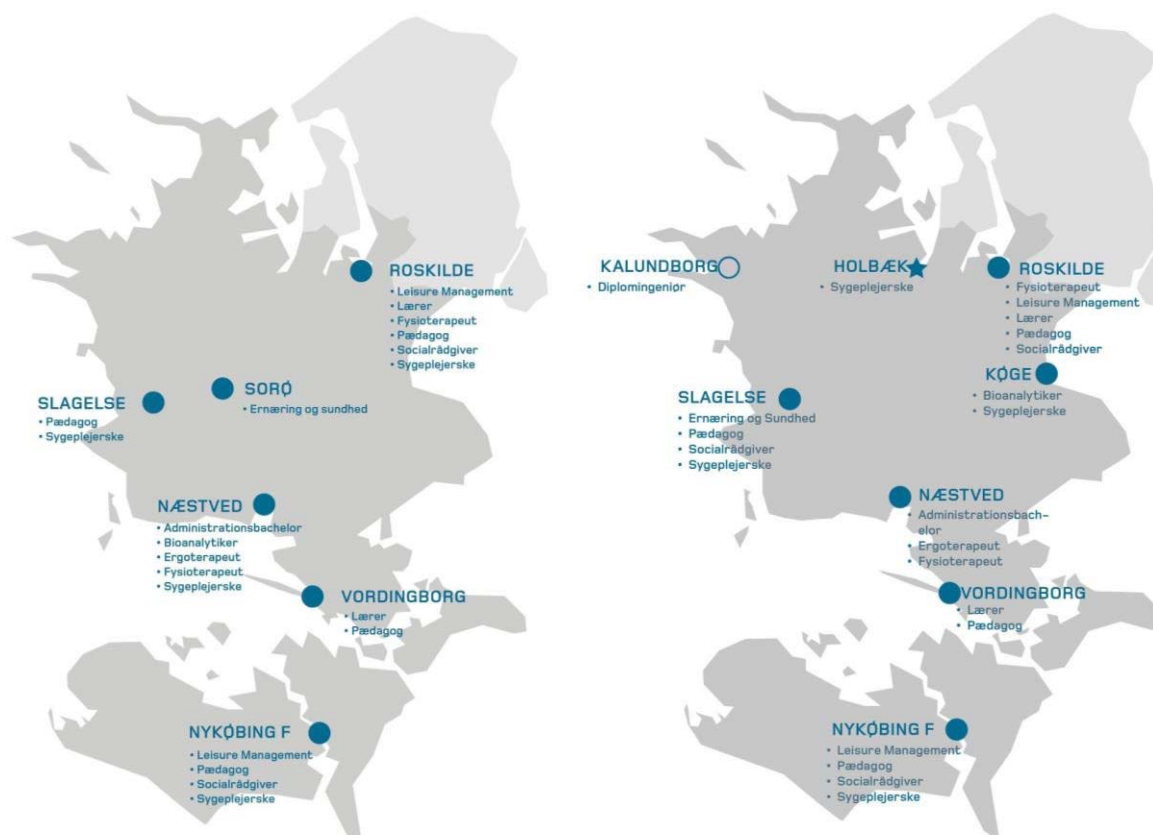 ROSKILDE
• Leisure Management
• Lærer
• Fysioterapeut
• Pædagog
• Socialrådgiver
• Sygeplejerske
SORØ
• Ernæring og sundhed
SLAGELSE
• Pædagog
• Sygeplejerske
NÆSTVED
• Administrationsbachelor
• Bioanalytiker
• Ergoterapeut
• Fysioterapeut
• Sygeplejerske
VORDINGBORG
• Lærer
• Pædagog
NYKØBING F
• Leisure Management
• Pædagog
• Socialrådgiver
• Sygeplejerske
KALUNDBORG
• Diplomingeniør
HOLBÆK
• Sygeplejerske
ROSKILDE
• Fysioterapeut
• Leisure Management
• Lærer
• Pædagog
• Socialrådgiver
KØGE
• Bioanalytiker
• Sygeplejerske
SLAGELSE
• Ernæring og Sundhed
• Pædagog
• Socialrådgiver
• Sygeplejerske
NÆSTVED
• Administrationsbach-
elor
• Ergoterapeut
• Fysioterapeut
VORDINGBORG
• Lærer
• Pædagog
NYKØBING F
• Leisure Management
• Pædagog
• Socialrådgiver
• Sygeplejerske